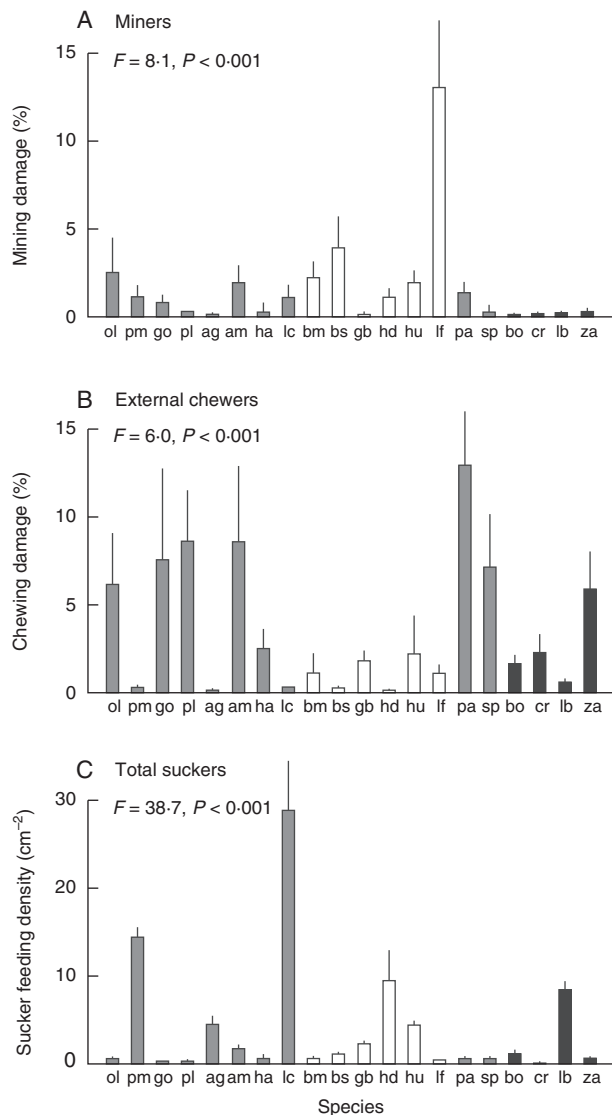 A Miners
F = 8·1, P < 0·001
Mining damage (%)
15
10
5
0
ol pm go pl ag am ha lc bm bs gb hd hu lf pa sp bo cr lb za
B External chewers
F = 6·0, P < 0·001
Chewing damage (%)
15
10
5
0
ol pm go pl ag am ha lc bm bs gb hd hu lf pa sp bo cr lb za
C Total suckers
F = 38·7, P < 0·001
Sucker feeding density (cm⁻²)
30
20
10
0
ol pm go pl ag am ha lc bm bs gb hd hu lf pa sp bo cr lb za
Species